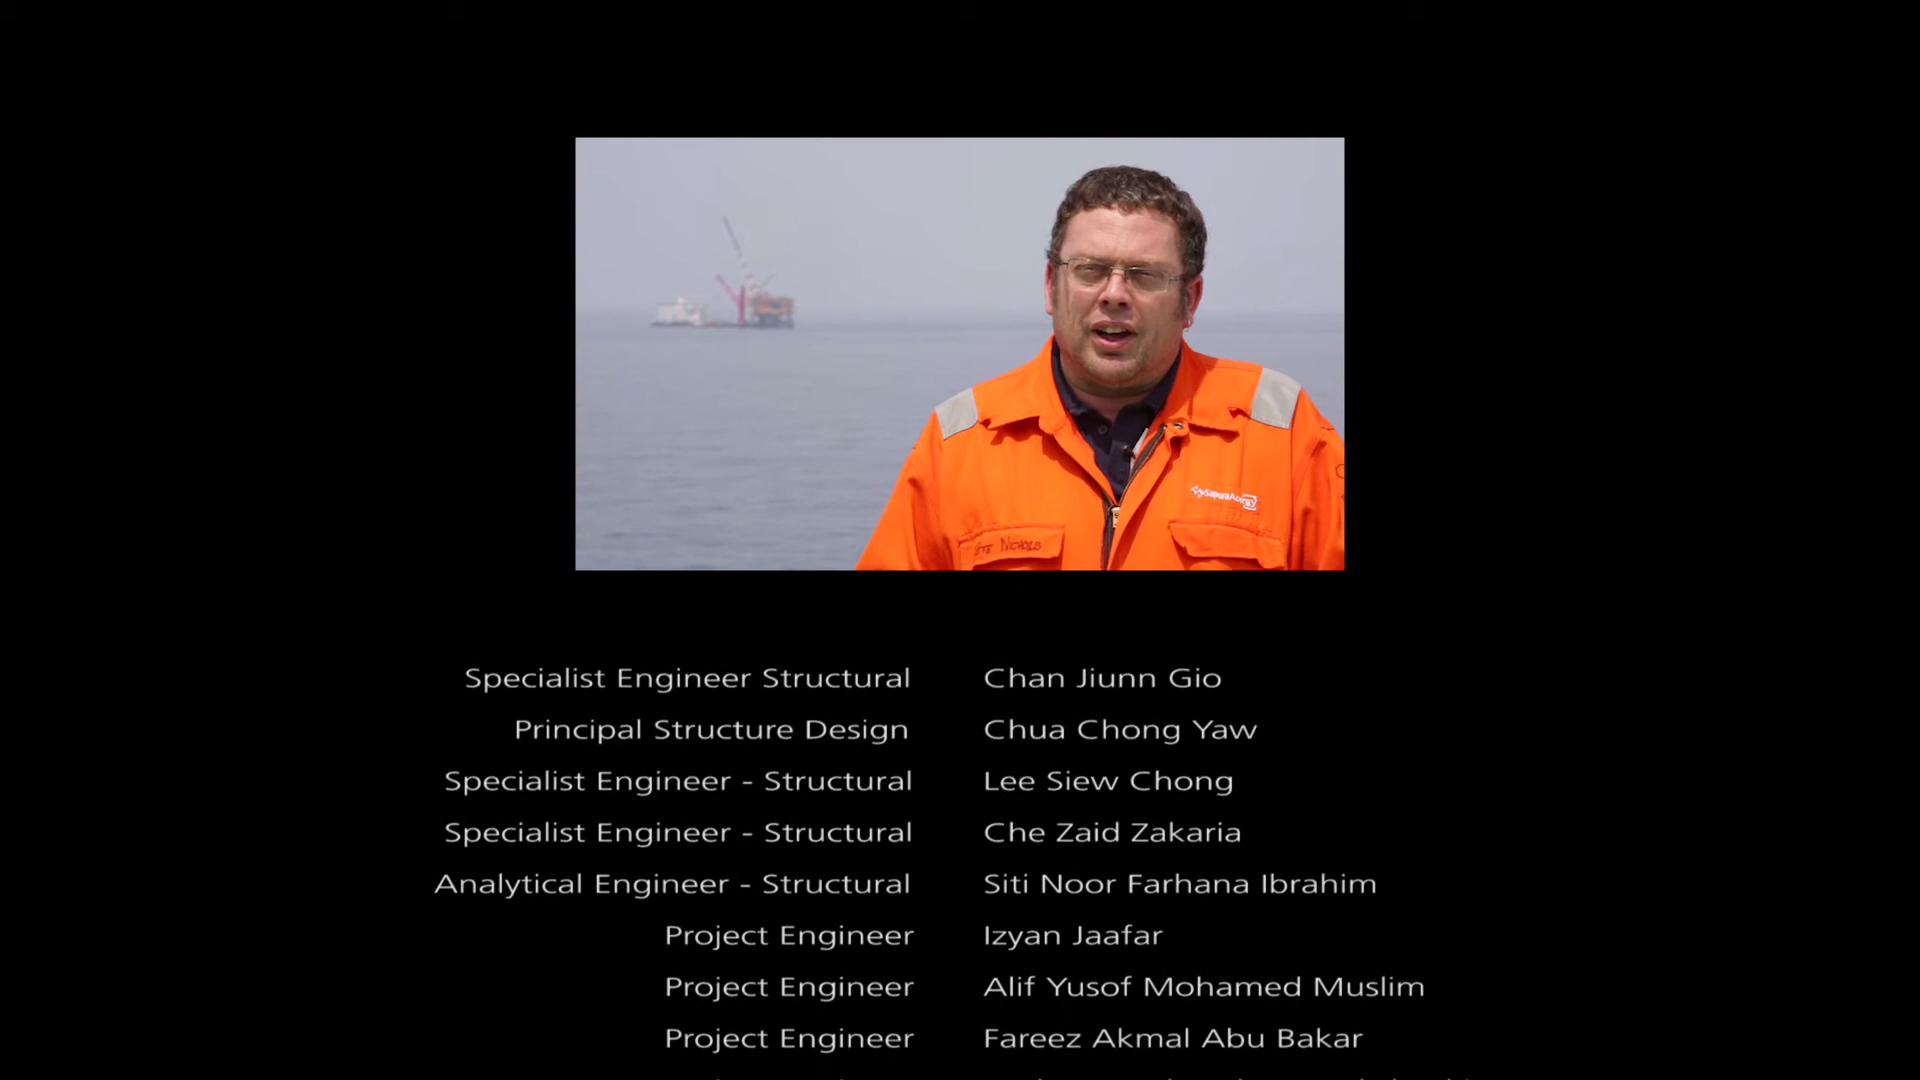 SapuraAcergy
Nichols
Specialist Engineer Structural Chan Jiunn Gio
Principal Structure Design Chua Chong Yaw
Specialist Engineer - Structural Lee Siew Chong
Specialist Engineer - Structural Che Zaid Zakaria
Analytical Engineer - Structural Siti Noor Farhana Ibrahim
Project Engineer Izyan Jaafar
Project Engineer Alif Yusof Mohamed Muslim
Project Engineer Fareez Akmal Abu Bakar